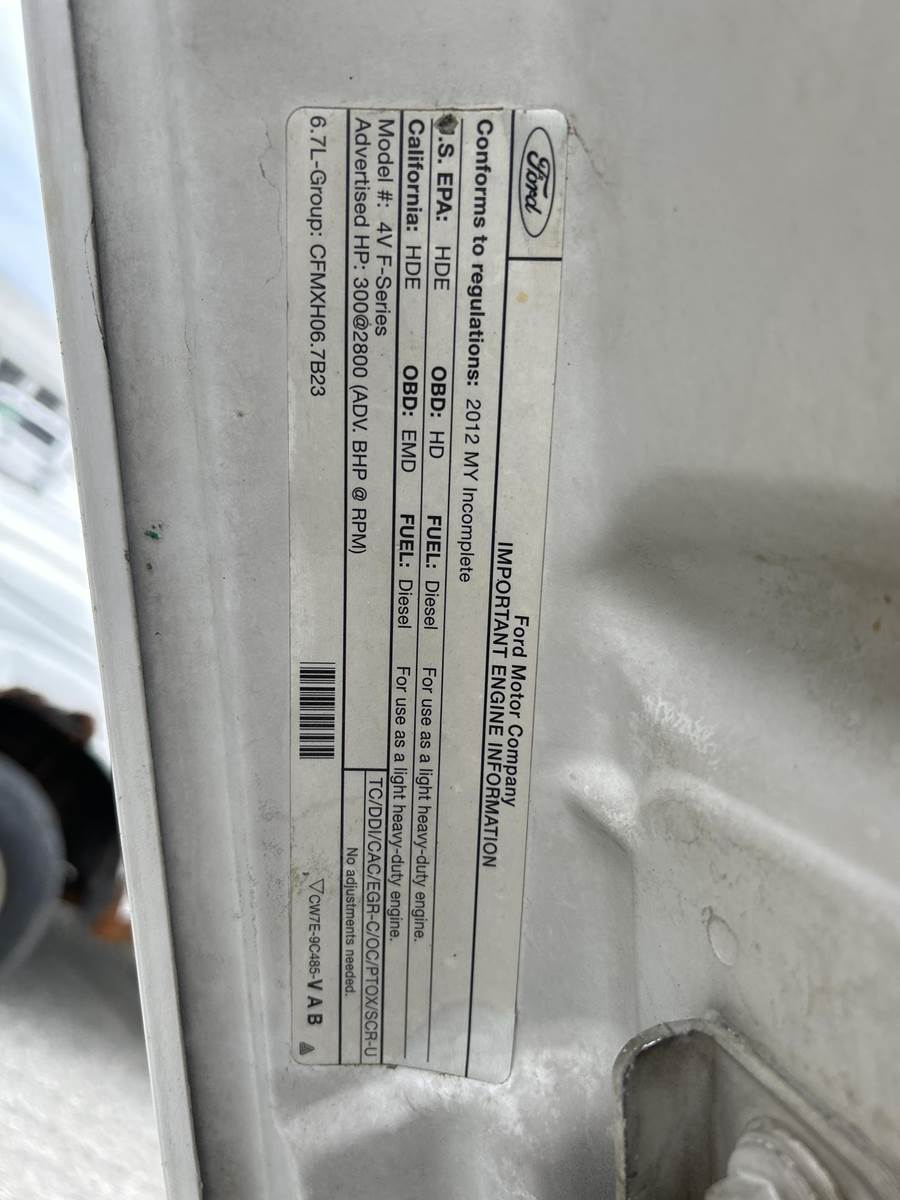 Ford
Ford Motor Company
IMPORTANT ENGINE INFORMATION
Conforms to regulations: 2012 MY Incomplete
.S. EPA: HDE OBD: HD FUEL: Diesel For use as a light heavy-duty engine.
California: HDE OBD: EMD FUEL: Diesel For use as a light heavy-duty engine.
Model #: 4V F-Series
TC/DDI/CAC/EGR-C/OC/PTOX/SCR-U
Advertised HP: 300@2800 (ADV. BHP @ RPM)
No adjustments needed.
6.7L-Group: CFMXH06.7B23
▽CW7E-9C485-V A B